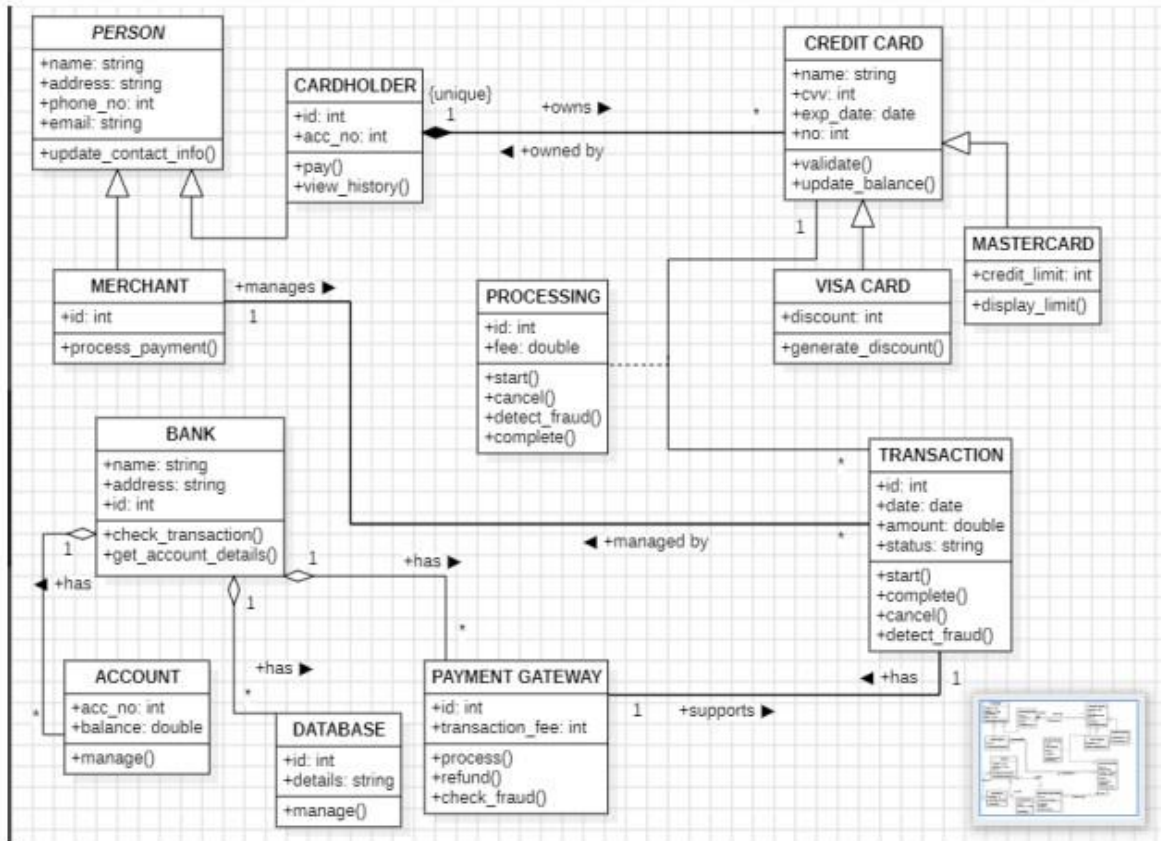 PERSON
+name: string
+address: string
+phone_no: int
+email: string
+update_contact_info()
CARDHOLDER
+id: int
+acc_no: int
+pay()
+view_history()
{unique}
1
+owns ►
*
◄ +owned by
CREDIT CARD
+name: string
+cvv: int
+exp_date: date
+no: int
+validate()
+update_balance()
1
MASTERCARD
+credit_limit: int
+display_limit()
VISA CARD
+discount: int
+generate_discount()
MERCHANT
+id: int
+process_payment()
+manages ►
1
PROCESSING
+id: int
+fee: double
+start()
+cancel()
+detect_fraud()
+complete()
BANK
+name: string
+address: string
+id: int
+check_transaction()
+get_account_details()
TRANSACTION
+id: int
+date: date
+amount: double
+status: string
+start()
+complete()
+cancel()
+detect_fraud()
*
*
◄ +managed by
1
◄ +has
1
+has ►
*
1
+has ►
*
*
ACCOUNT
+acc_no: int
+balance: double
+manage()
DATABASE
+id: int
+details: string
+manage()
PAYMENT GATEWAY
+id: int
+transaction_fee: int
+process()
+refund()
+check_fraud()
1
+supports ►
◄ +has
1